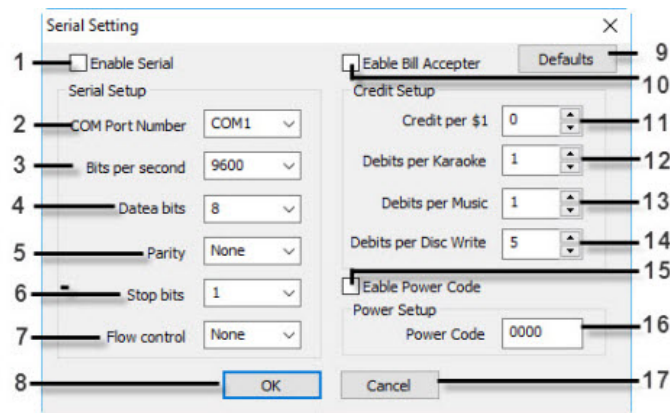 Serial Setting
1 Enable Serial Eable Bill Accepter Defaults 9
10
Serial Setup Credit Setup
2 COM Port Number COM1 Credit per $1 0 11
3 Bits per second 9600 Debits per Karaoke 1 12
4 Datea bits 8 Debits per Music 1 13
5 Parity None Debits per Disc Write 5 14
15
6 Stop bits 1 Eable Power Code
Power Setup
7 Flow control None Power Code 0000 16
8 OK Cancel 17